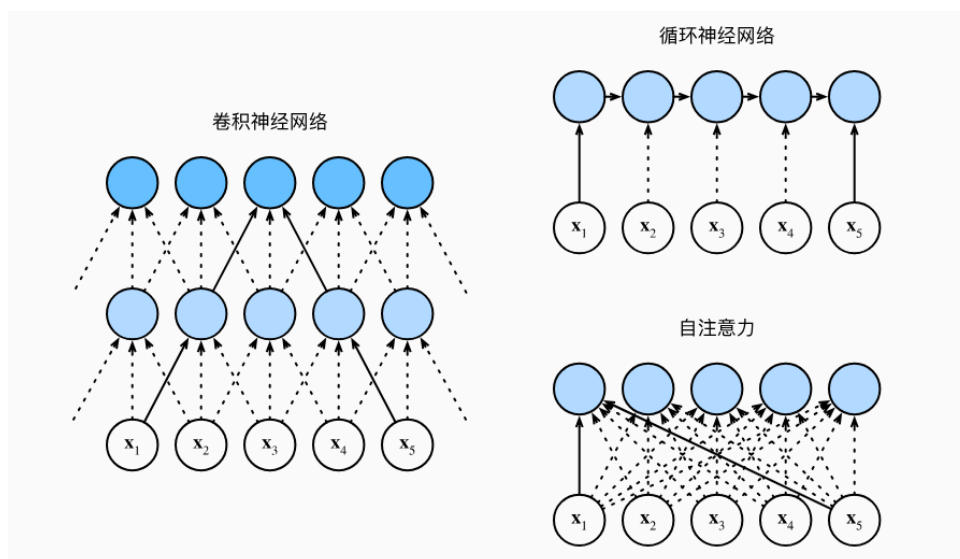 卷积神经网络
x₁ x₂ x₃ x₄ x₅
循环神经网络
x₁ x₂ x₃ x₄ x₅
自注意力
x₁ x₂ x₃ x₄ x₅